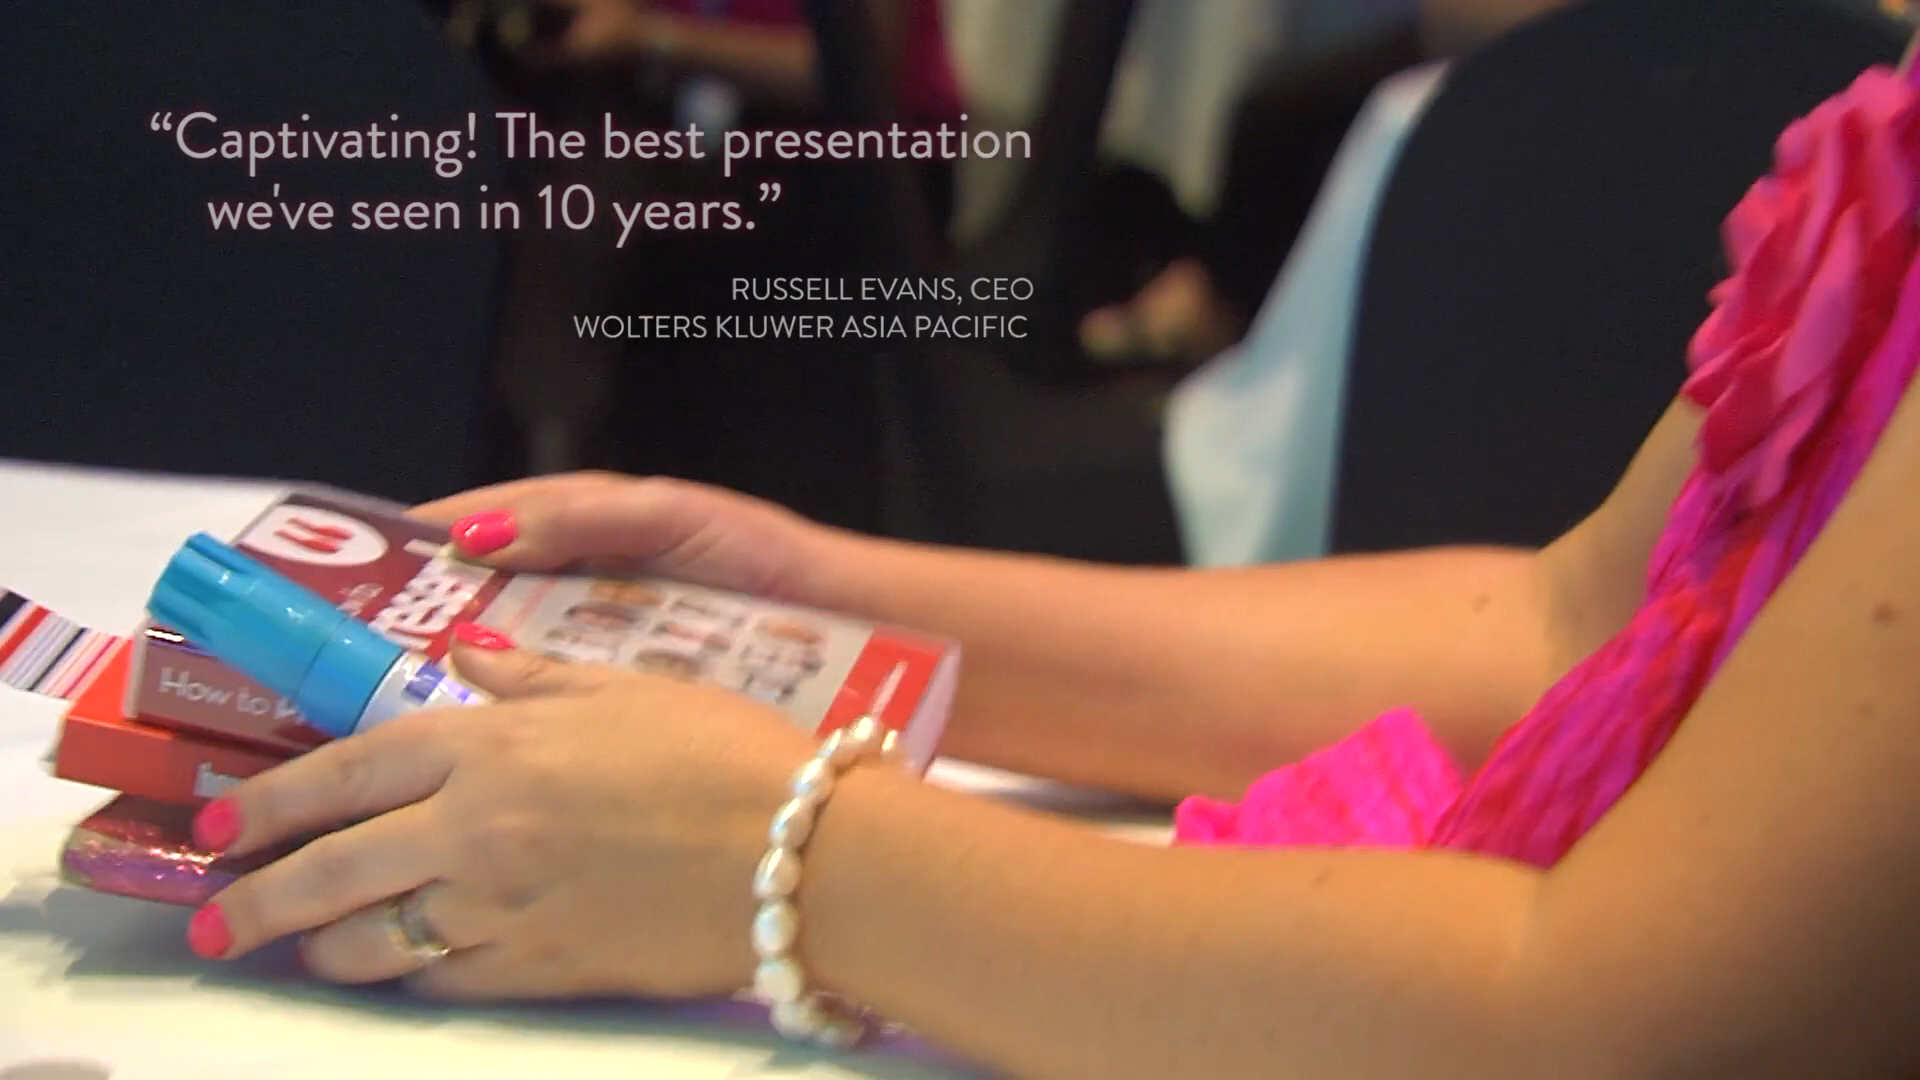 “Captivating! The best presentation
we've seen in 10 years.”
RUSSELL EVANS, CEO
WOLTERS KLUWER ASIA PACIFIC
How to